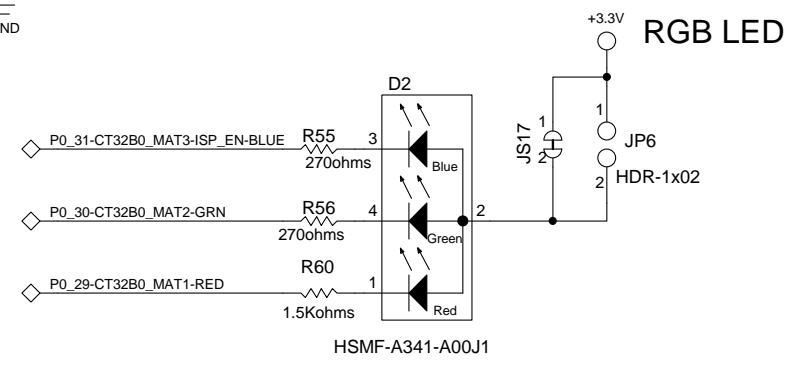 ND
+3.3V
RGB LED
D2
P0_31-CT32B0_MAT3-ISP_EN-BLUE
R55
270ohms
3
Blue
JS17
1
2
1
JP6
2
HDR-1x02
P0_30-CT32B0_MAT2-GRN
R56
270ohms
4
Green
2
P0_29-CT32B0_MAT1-RED
R60
1.5Kohms
1
Red
HSMF-A341-A00J1